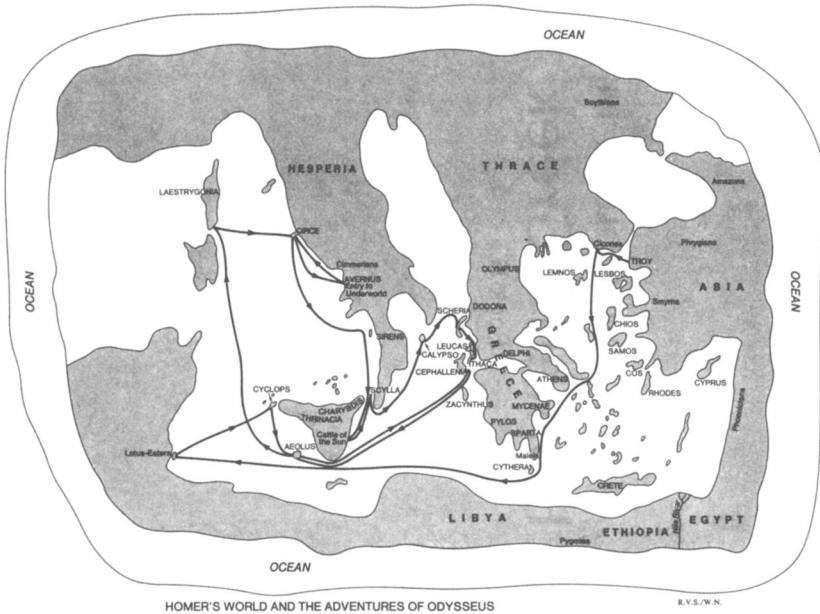 OCEAN
Scythians
HESPERIA
THRACE
LAESTRYGONIA
Amazons
CIRCE
Cicones
Phrygians
Cimmerians
TROY
AVERNUS
Entry to
Underworld
OLYMPUS
LEMNOS
LESBOS
ASIA
OCEAN
OCEAN
SCHERIA
DODONA
Smyrna
CHIOS
SIRENS
LEUCAS
GREECE
DELPHI
SAMOS
CALYPSO
ITHACA
CEPHALLENIA
ATHENS
COS
CYCLOPS
SCYLLA
RHODES
CYPRUS
CHARYBDIS
THRINACIA
ZACYNTHUS
MYCENAE
Phoenicians
PYLOS
Cattle of
the Sun
SPARTA
AEOLUS
Lotus-Eaters
Malea
CYTHERA
CRETE
LIBYA
Nile River
EGYPT
ETHIOPIA
Pygmies
OCEAN
HOMER'S WORLD AND THE ADVENTURES OF ODYSSEUS
R.V.S./W.N.